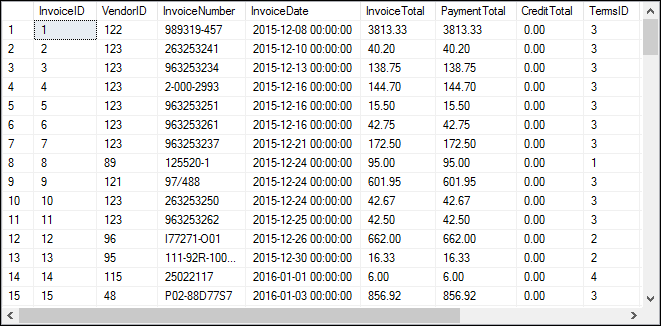 InvoiceID VendorID InvoiceNumber InvoiceDate InvoiceTotal PaymentTotal CreditTotal TermsID
1 1 122 989319-457 2015-12-08 00:00:00 3813.33 3813.33 0.00 3
2 2 123 263253241 2015-12-10 00:00:00 40.20 40.20 0.00 3
3 3 123 963253234 2015-12-13 00:00:00 138.75 138.75 0.00 3
4 4 123 2-000-2993 2015-12-16 00:00:00 144.70 144.70 0.00 3
5 5 123 963253251 2015-12-16 00:00:00 15.50 15.50 0.00 3
6 6 123 963253261 2015-12-16 00:00:00 42.75 42.75 0.00 3
7 7 123 963253237 2015-12-21 00:00:00 172.50 172.50 0.00 3
8 8 89 125520-1 2015-12-24 00:00:00 95.00 95.00 0.00 1
9 9 121 97/488 2015-12-24 00:00:00 601.95 601.95 0.00 3
10 10 123 263253250 2015-12-24 00:00:00 42.67 42.67 0.00 3
11 11 123 963253262 2015-12-25 00:00:00 42.50 42.50 0.00 3
12 12 96 I77271-O01 2015-12-26 00:00:00 662.00 662.00 0.00 2
13 13 95 111-92R-100... 2015-12-30 00:00:00 16.33 16.33 0.00 2
14 14 115 25022117 2016-01-01 00:00:00 6.00 6.00 0.00 4
15 15 48 P02-88D77S7 2016-01-03 00:00:00 856.92 856.92 0.00 3